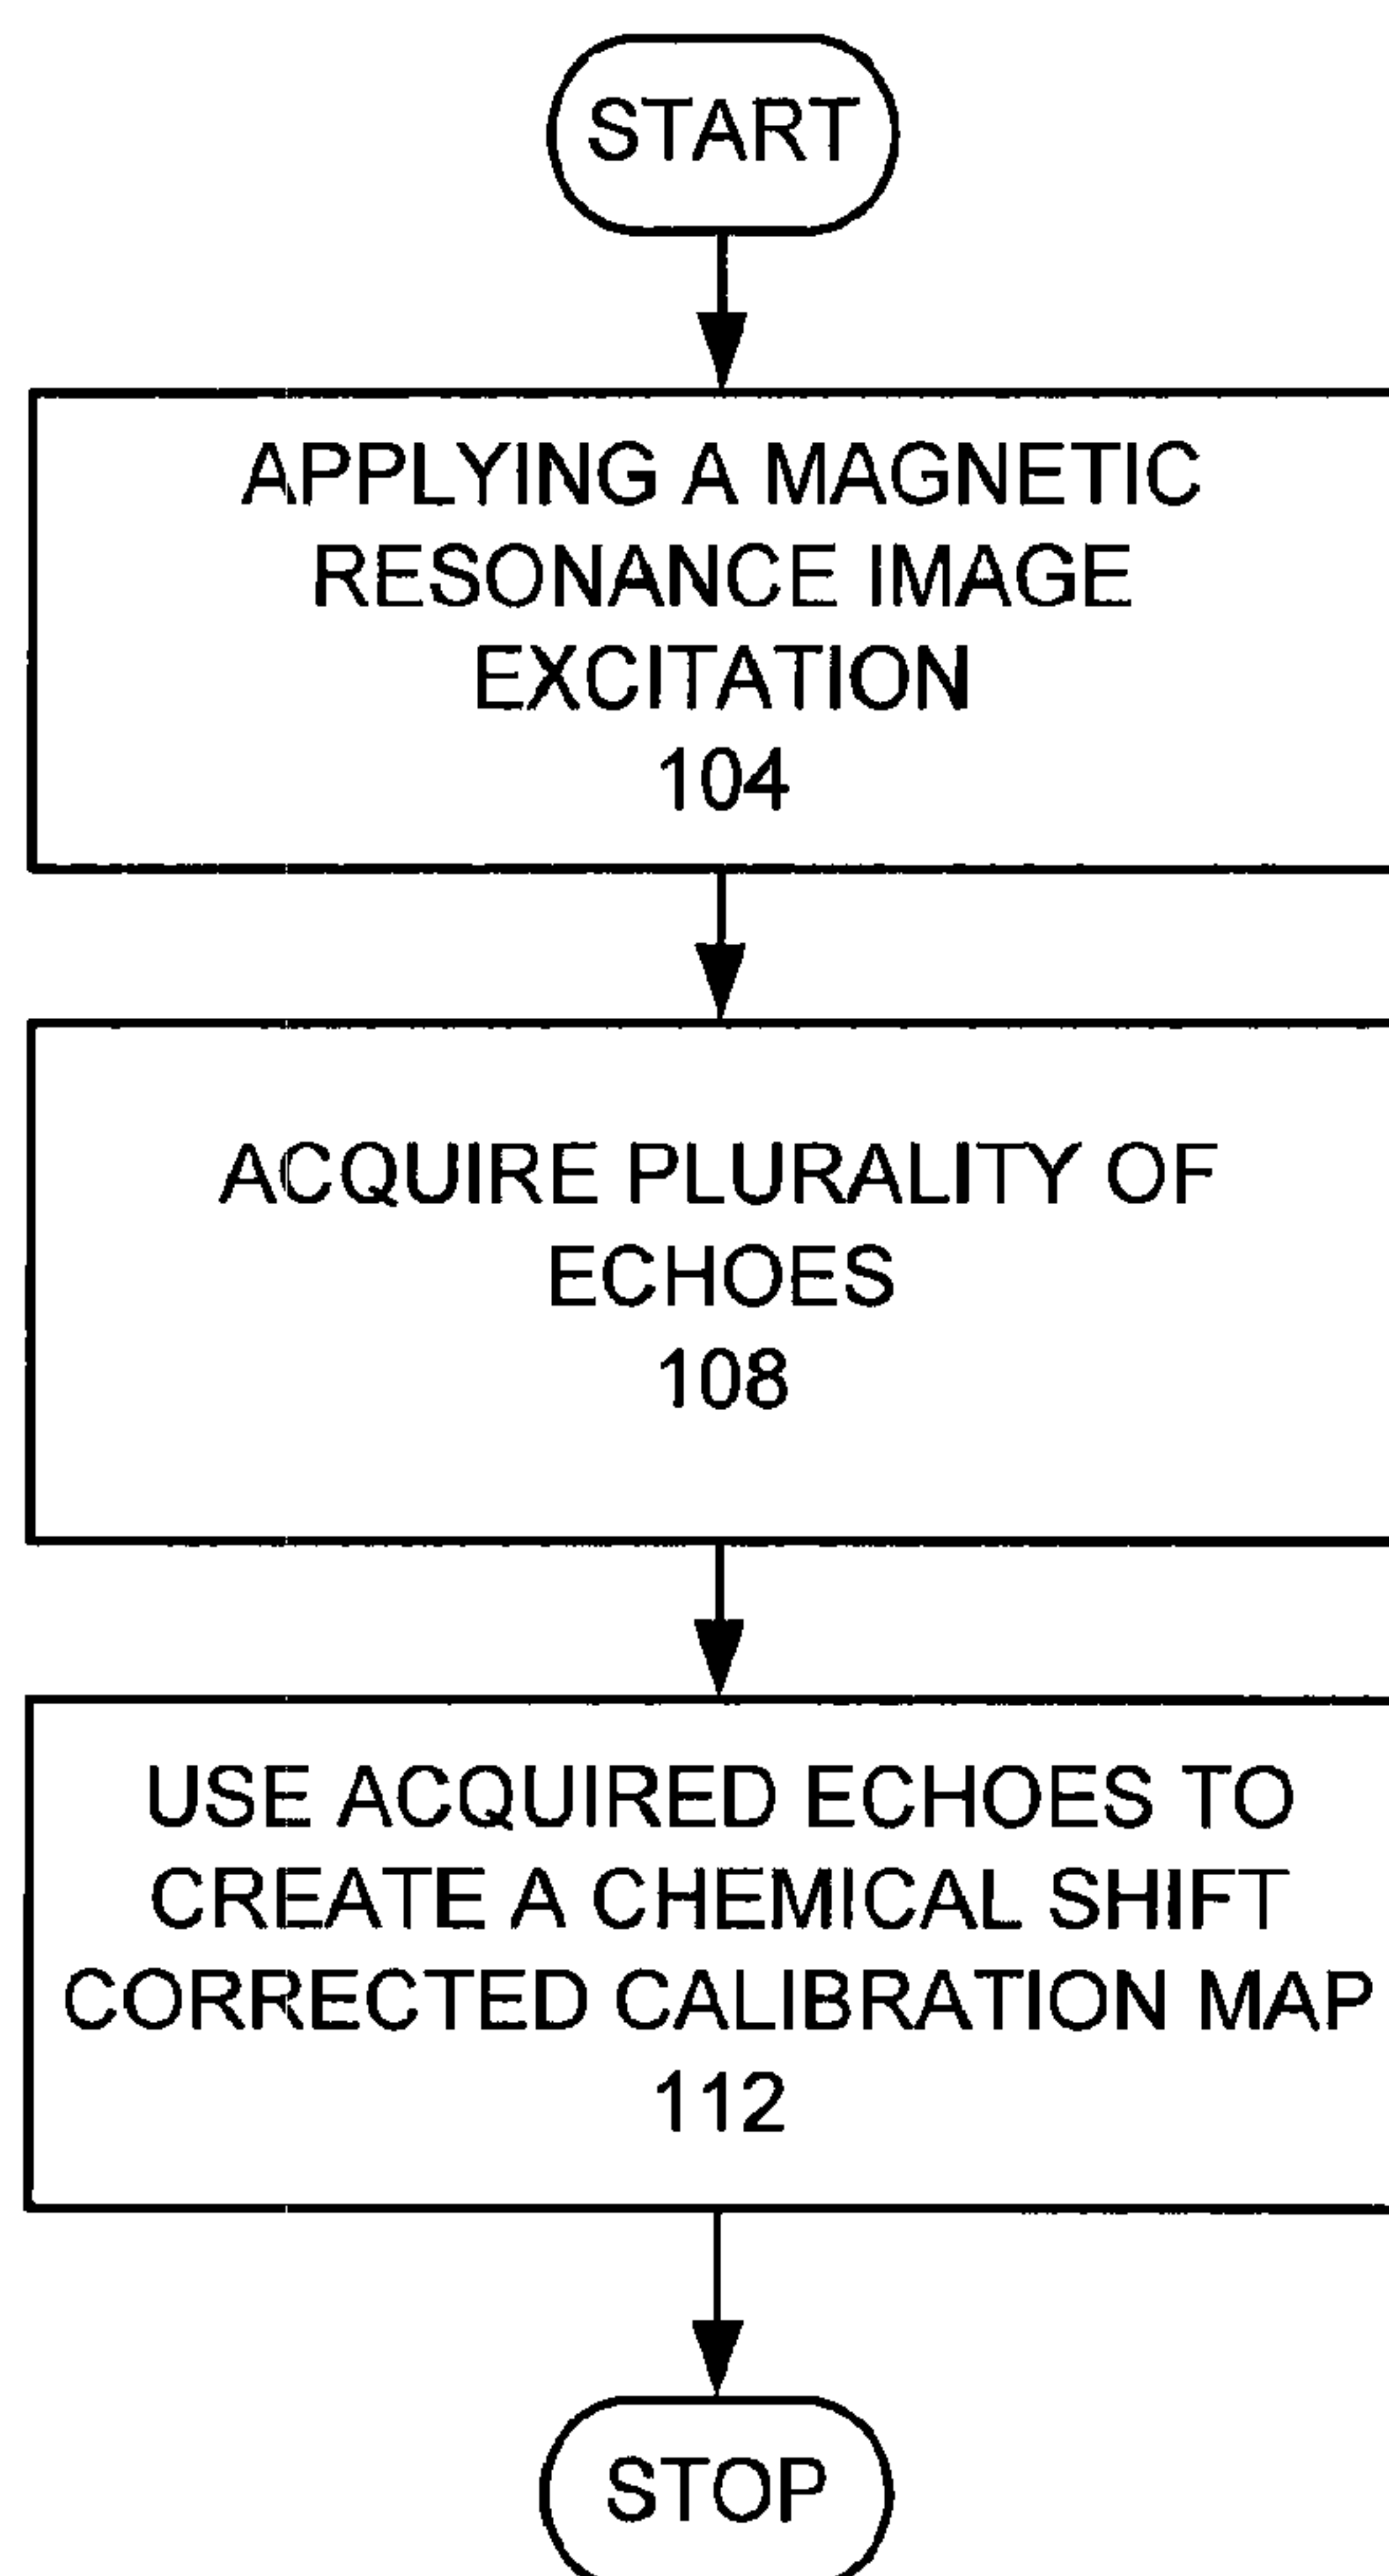 START
APPLYING A MAGNETIC
RESONANCE IMAGE
EXCITATION
104
ACQUIRE PLURALITY OF
ECHOES
108
USE ACQUIRED ECHOES TO
CREATE A CHEMICAL SHIFT
CORRECTED CALIBRATION MAP
112
STOP